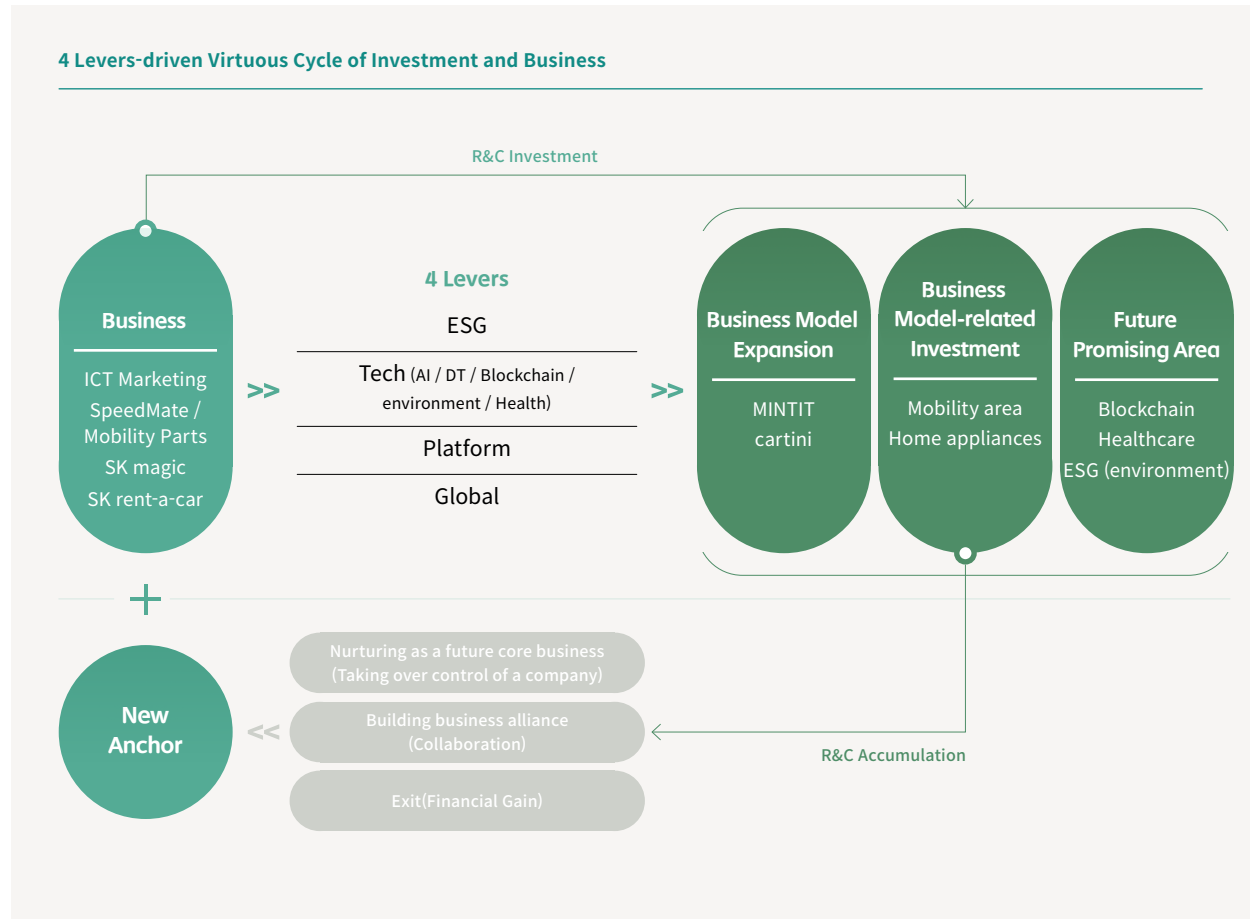 4 Levers-driven Virtuous Cycle of Investment and Business
R&C Investment
Business
ICT Marketing
SpeedMate /
Mobility Parts
SK magic
SK rent-a-car
>>
4 Levers
ESG
Tech (AI / DT / Blockchain /
environment / Health)
Platform
Global
>>
Business Model
Expansion
MINTIT
cartini
Business
Model-related
Investment
Mobility area
Home appliances
Future
Promising Area
Blockchain
Healthcare
ESG (environment)
+
New
Anchor
<<
Nurturing as a future core business
(Taking over control of a company)
Building business alliance
(Collaboration)
Exit(Financial Gain)
R&C Accumulation